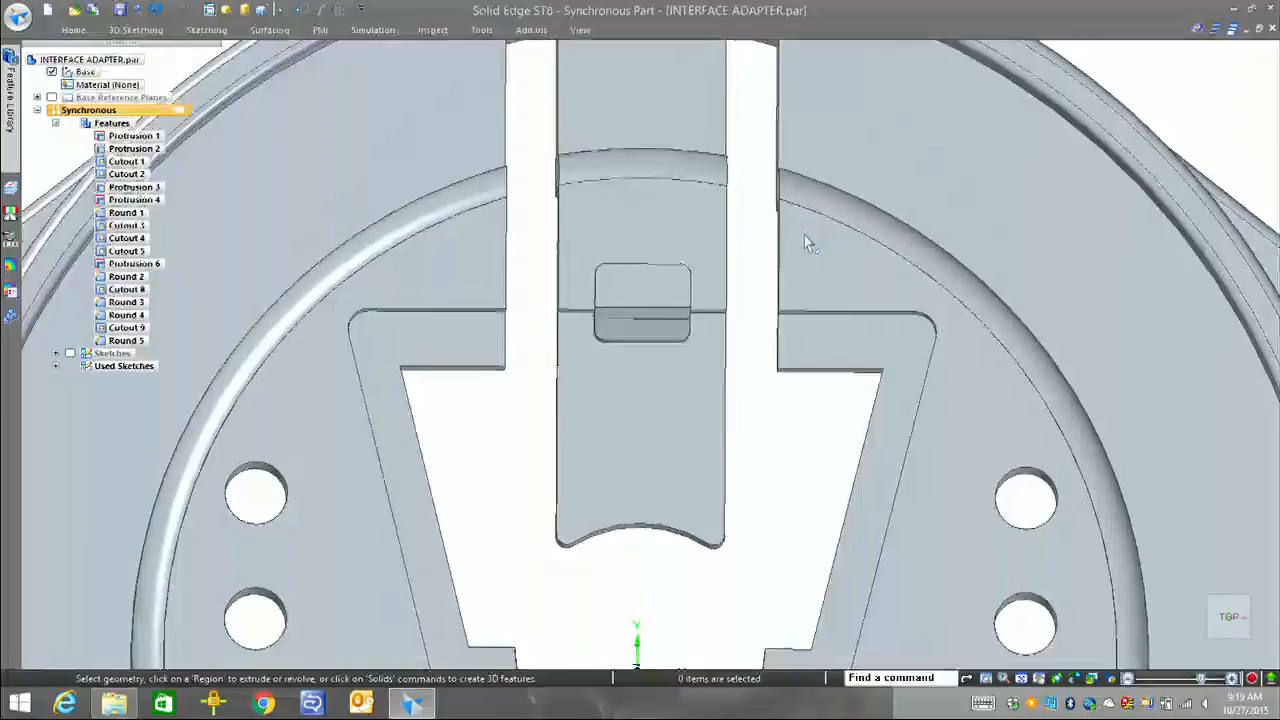 Solid Edge ST8 - Synchronous Part - [INTERFACE ADAPTER.par]
Home
3D Sketching
Sketching
Surfacing
PMI
Simulation
Inspect
Tools
Add-Ins
View
Feature Library
INTERFACE ADAPTER.par
Base
Material (None)
Base Reference Planes
Synchronous
Features
Protrusion 1
Protrusion 2
Cutout 1
Cutout 2
Protrusion 3
Protrusion 4
Round 1
Cutout 3
Cutout 4
Cutout 5
Protrusion 6
Round 2
Cutout 8
Round 3
Round 4
Cutout 9
Round 5
Sketches
Used Sketches
TOP
Y
Select geometry, click on a 'Region' to extrude or revolve, or click on 'Solids' commands to create 3D features.
0 items are selected
Find a command
9:19 AM
10/27/2015